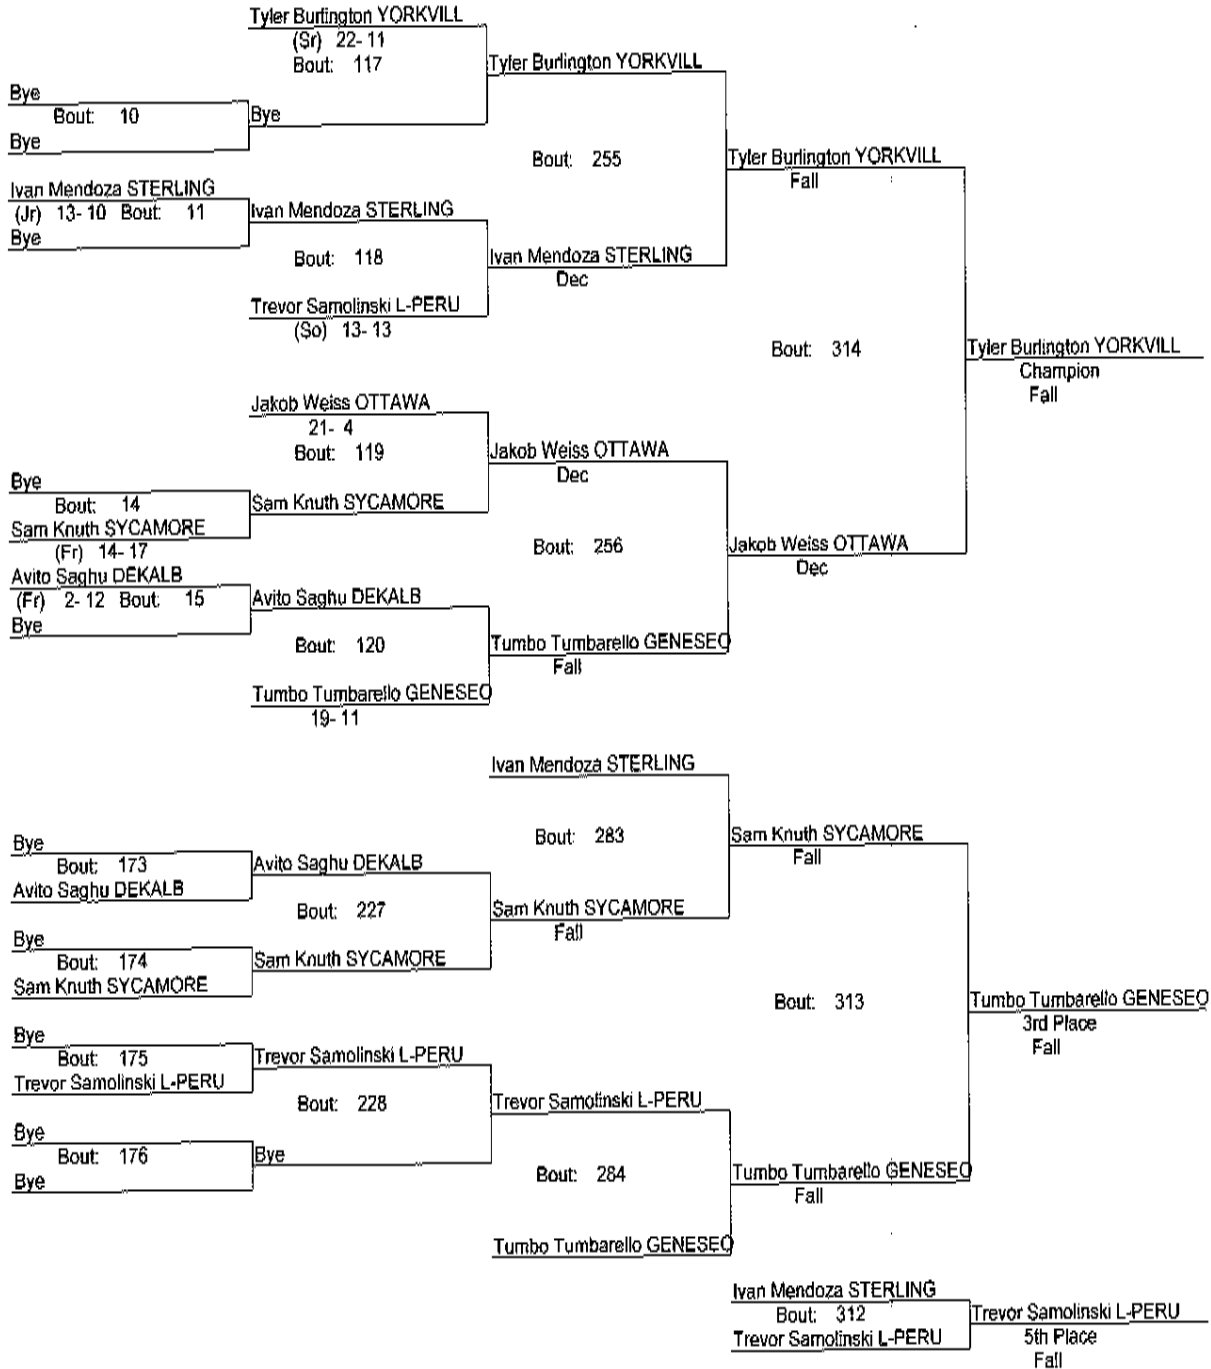 Tyler Burlington YORKVILL
(Sr) 22- 11
Bout: 117
Tyler Burlington YORKVILL
Bye
Bout: 10
Bye
Bye
Bout: 255
Tyler Burlington YORKVILL
Fall
Ivan Mendoza STERLING
(Jr) 13- 10 Bout: 11
Bye
Ivan Mendoza STERLING
Bout: 118
Ivan Mendoza STERLING
Dec
Trevor Samolinski L-PERU
(So) 13- 13
Bout: 314
Tyler Burlington YORKVILL
Champion
Fall
Jakob Weiss OTTAWA
21- 4
Bout: 119
Jakob Weiss OTTAWA
Dec
Bye
Bout: 14
Sam Knuth SYCAMORE
Sam Knuth SYCAMORE
(Fr) 14- 17
Bout: 256
Jakob Weiss OTTAWA
Dec
Avito Saghu DEKALB
(Fr) 2- 12 Bout: 15
Bye
Avito Saghu DEKALB
Bout: 120
Tumbo Tumbarello GENESEO
Fall
Tumbo Tumbarello GENESEO
19- 11
Ivan Mendoza STERLING
Bout: 283
Sam Knuth SYCAMORE
Fall
Bye
Bout: 173
Avito Saghu DEKALB
Avito Saghu DEKALB
Bout: 227
Sam Knuth SYCAMORE
Fall
Bye
Bout: 174
Sam Knuth SYCAMORE
Sam Knuth SYCAMORE
Bout: 313
Tumbo Tumbarello GENESEO
3rd Place
Fall
Bye
Bout: 175
Trevor Samolinski L-PERU
Trevor Samolinski L-PERU
Bout: 228
Trevor Samolinski L-PERU
Bye
Bout: 176
Bye
Bye
Bout: 284
Tumbo Tumbarello GENESEO
Fall
Tumbo Tumbarello GENESEO
Ivan Mendoza STERLING
Bout: 312
Trevor Samolinski L-PERU
Trevor Samolinski L-PERU
5th Place
Fall